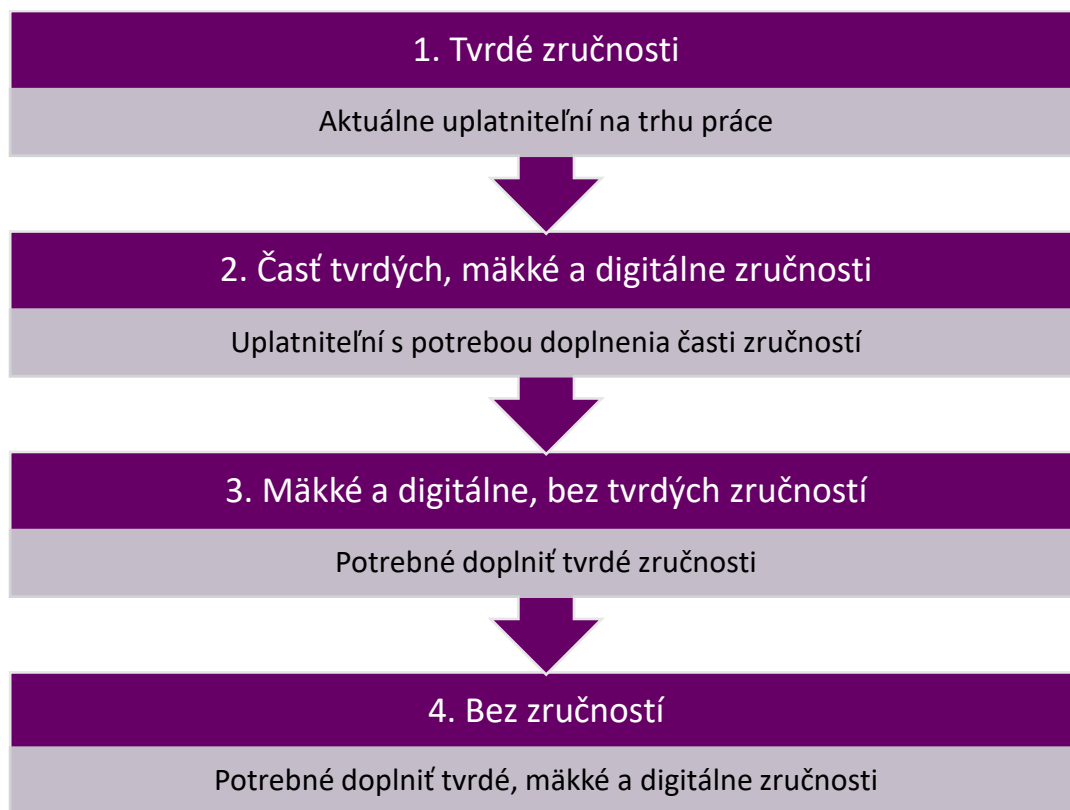 1. Tvrdé zručnosti
Aktuálne uplatniteľní na trhu práce
2. Časť tvrdých, mäkké a digitálne zručnosti
Uplatniteľní s potrebou doplnenia časti zručností
3. Mäkké a digitálne, bez tvrdých zručností
Potrebné doplniť tvrdé zručnosti
4. Bez zručností
Potrebné doplniť tvrdé, mäkké a digitálne zručnosti